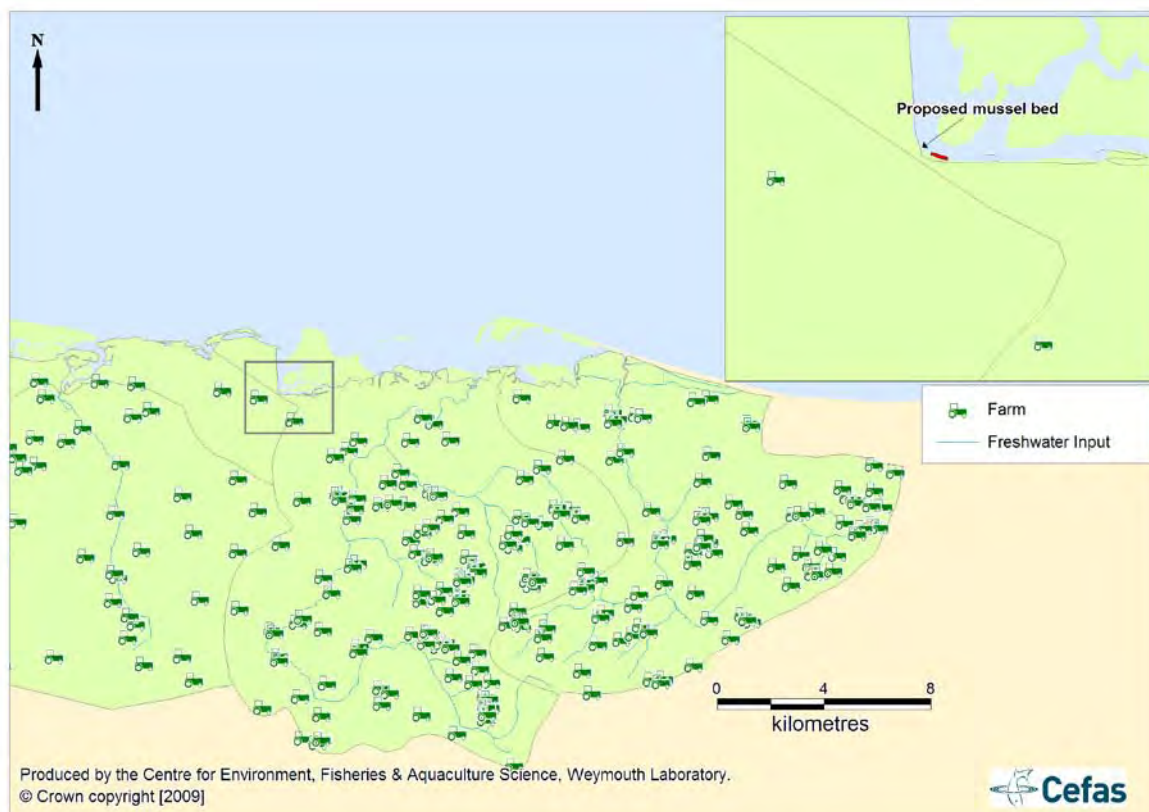 N
Proposed mussel bed
Farm
Freshwater Input
0 4 8
kilometres
Produced by the Centre for Environment, Fisheries & Aquaculture Science, Weymouth Laboratory.
© Crown copyright [2009]
Cefas